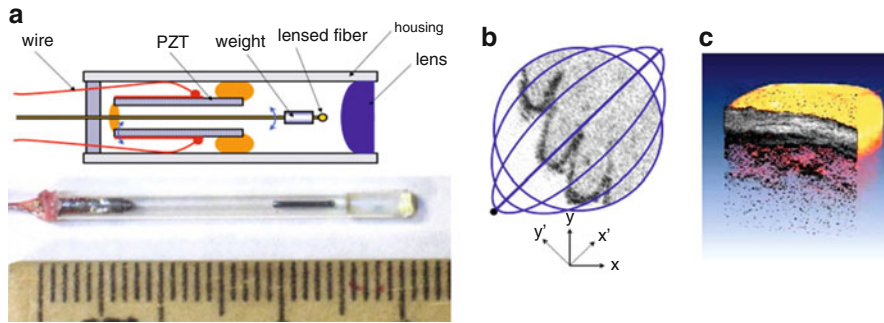 a
wire
PZT
weight
lensed fiber
housing
lens
b
y
y'
x'
x
c